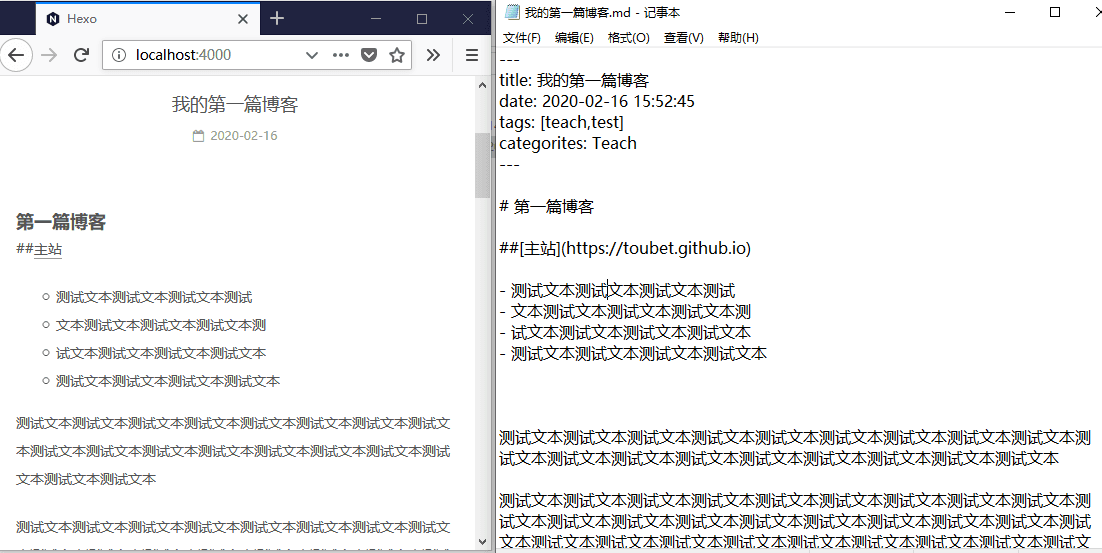 Hexo
localhost:4000
我的第一篇博客
2020-02-16
第一篇博客
##主站
测试文本测试文本测试文本测试
文本测试文本测试文本测试文本测
试文本测试文本测试文本测试文本
测试文本测试文本测试文本测试文本
测试文本测试文本测试文本测试文本测试文本测试文本测试文本测试文
本测试文本测试文本测试文本测试文本测试文本测试文本测试文本测试
文本测试文本测试文本
测试文本测试文本测试文本测试文本测试文本测试文本测试文本测试文
我的第一篇博客.md - 记事本
文件(F) 编辑(E) 格式(O) 查看(V) 帮助(H)
---
title: 我的第一篇博客
date: 2020-02-16 15:52:45
tags: [teach,test]
categorites: Teach
---
# 第一篇博客
##[主站](https://toubet.github.io)
- 测试文本测试文本测试文本测试
- 文本测试文本测试文本测试文本测
- 试文本测试文本测试文本测试文本
- 测试文本测试文本测试文本测试文本
测试文本测试文本测试文本测试文本测试文本测试文本测试文本测试文本测试文本测
试文本测试文本测试文本测试文本测试文本测试文本测试文本测试文本测试文本
测试文本测试文本测试文本测试文本测试文本测试文本测试文本测试文本测试文本测
试文本测试文本测试文本测试文本测试文本测试文本测试文本测试文本测试文本测试
文本测试文本测试文本测试文本测试文本测试文本测试文本测试文本测试文本测试文